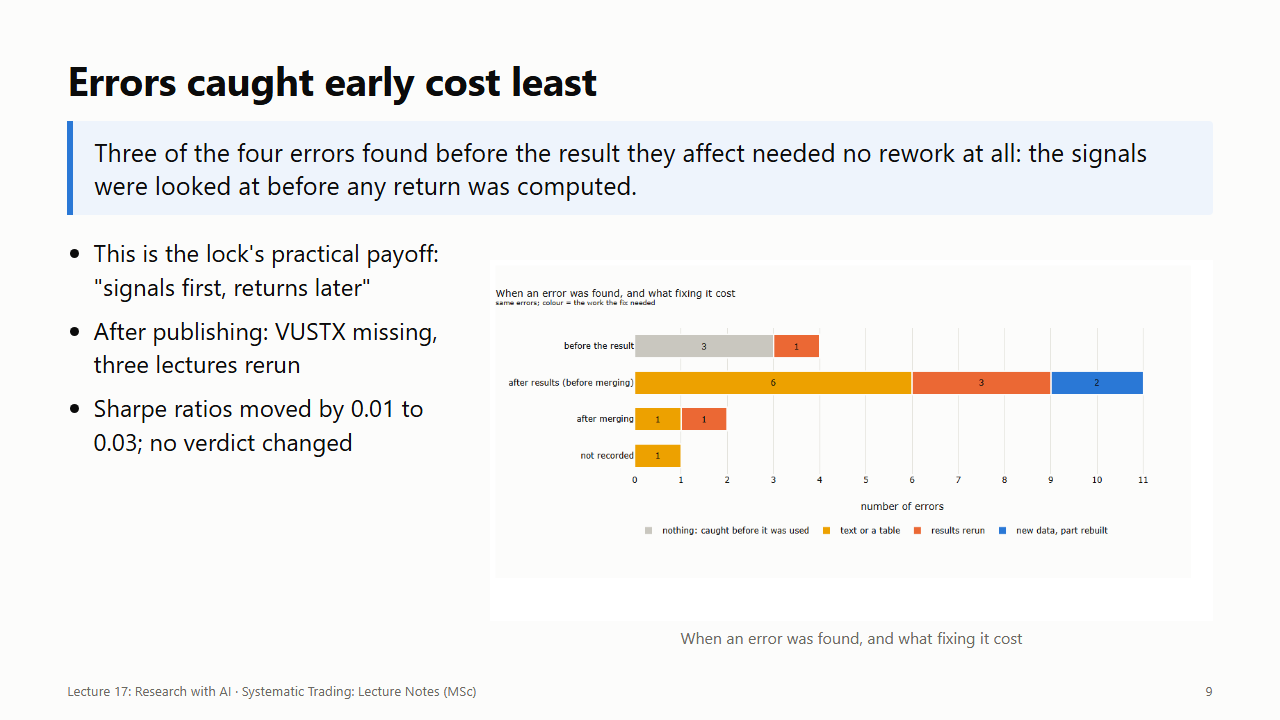 Errors caught early cost least
Three of the four errors found before the result they affect needed no rework at all: the signals
were looked at before any return was computed.
• This is the lock's practical payoff:
"signals first, returns later"
• After publishing: VUSTX missing,
three lectures rerun
• Sharpe ratios moved by 0.01 to
0.03; no verdict changed
When an error was found, and what fixing it cost
same errors; colour = the work the fix needed
before the result 3 1
after results (before merging) 6 3 2
after merging 1 1
not recorded 1
0 1 2 3 4 5 6 7 8 9 10 11
number of errors
nothing: caught before it was used text or a table results rerun new data, part rebuilt
When an error was found, and what fixing it cost
Lecture 17: Research with AI · Systematic Trading: Lecture Notes (MSc) 9